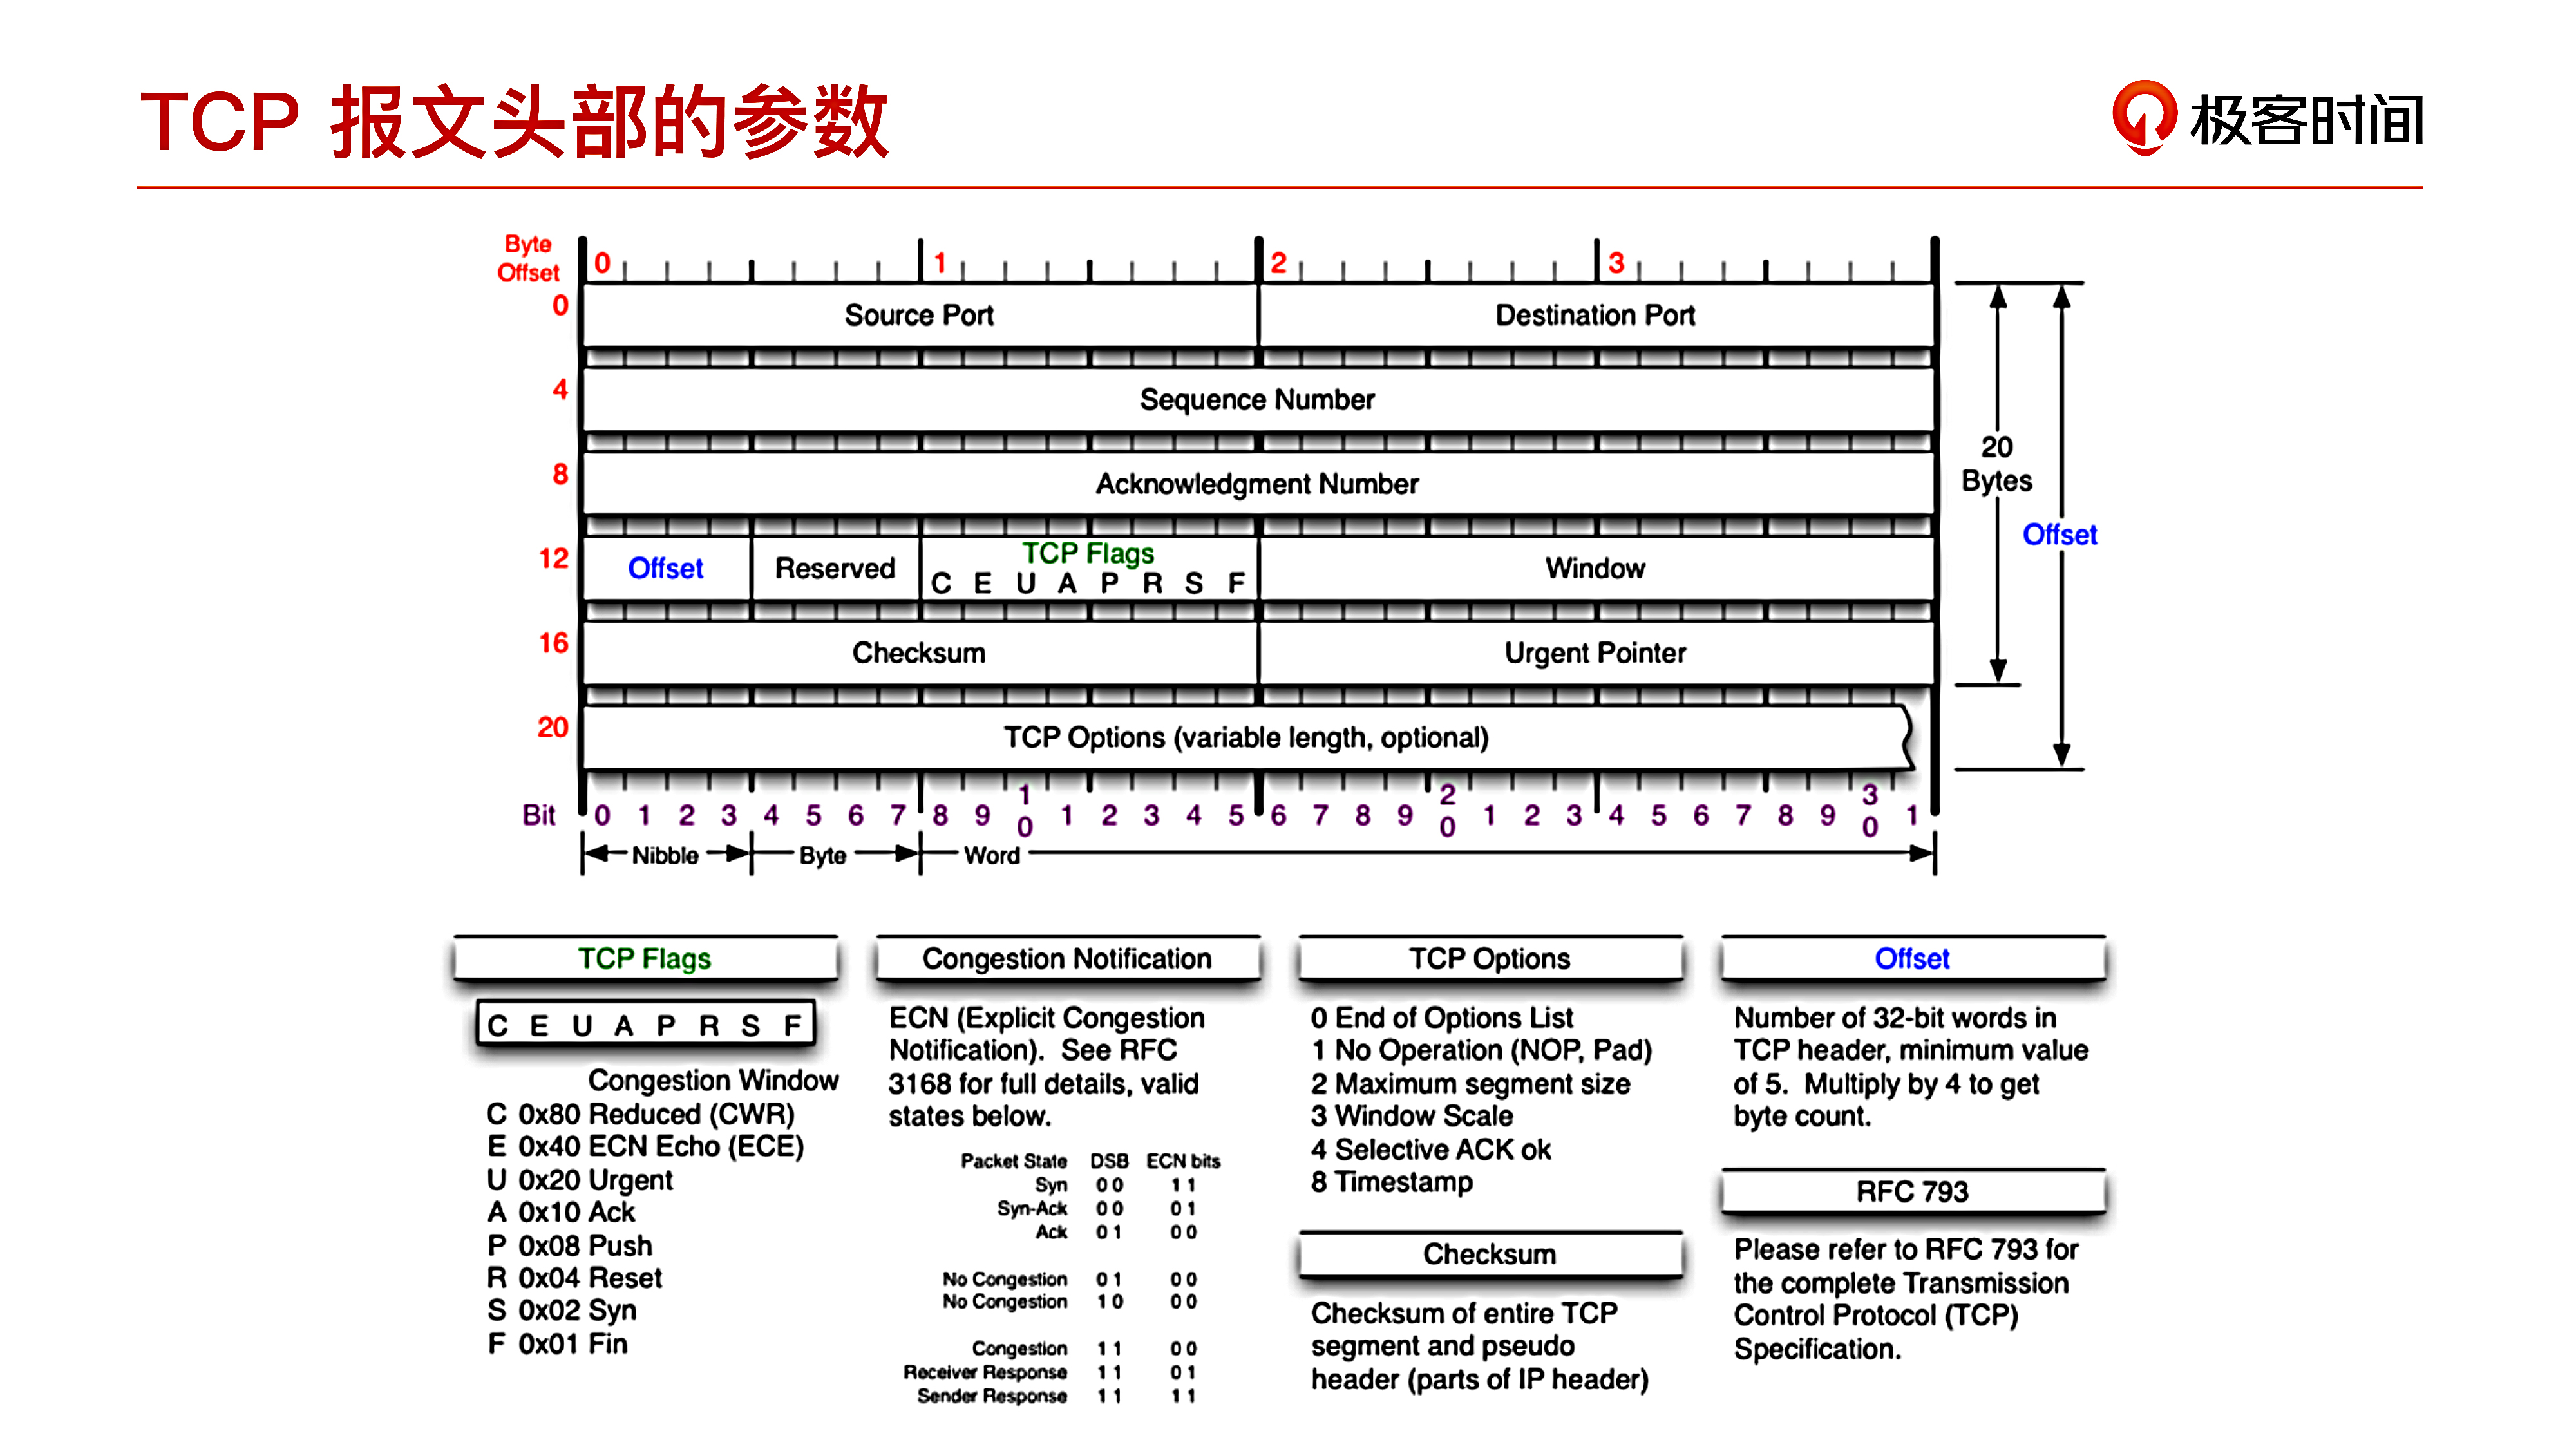 TCP 报文头部的参数
极客时间
Byte
Offset
0 1 2 3
0
Source Port Destination Port
4
Sequence Number
8
Acknowledgment Number
12
Offset Reserved TCP Flags Window
C E U A P R S F
16
Checksum Urgent Pointer
20
TCP Options (variable length, optional)
20
Bytes
Offset
Bit 0 1 2 3 4 5 6 7 8 9 10 1 2 3 4 5 6 7 8 9 20 1 2 3 4 5 6 7 8 9 30 1
Nibble Byte Word
TCP Flags
C E U A P R S F
Congestion Window
C 0x80 Reduced (CWR)
E 0x40 ECN Echo (ECE)
U 0x20 Urgent
A 0x10 Ack
P 0x08 Push
R 0x04 Reset
S 0x02 Syn
F 0x01 Fin
Congestion Notification
ECN (Explicit Congestion
Notification). See RFC
3168 for full details, valid
states below.
Packet State DSB ECN bits
Syn 0 0 1 1
Syn-Ack 0 0 0 1
Ack 0 1 0 0
No Congestion 0 1 0 0
No Congestion 1 0 0 0
Congestion 1 1 0 0
Receiver Response 1 1 0 1
Sender Response 1 1 1 1
TCP Options
0 End of Options List
1 No Operation (NOP, Pad)
2 Maximum segment size
3 Window Scale
4 Selective ACK ok
8 Timestamp
Checksum
Checksum of entire TCP
segment and pseudo
header (parts of IP header)
Offset
Number of 32-bit words in
TCP header, minimum value
of 5. Multiply by 4 to get
byte count.
RFC 793
Please refer to RFC 793 for
the complete Transmission
Control Protocol (TCP)
Specification.